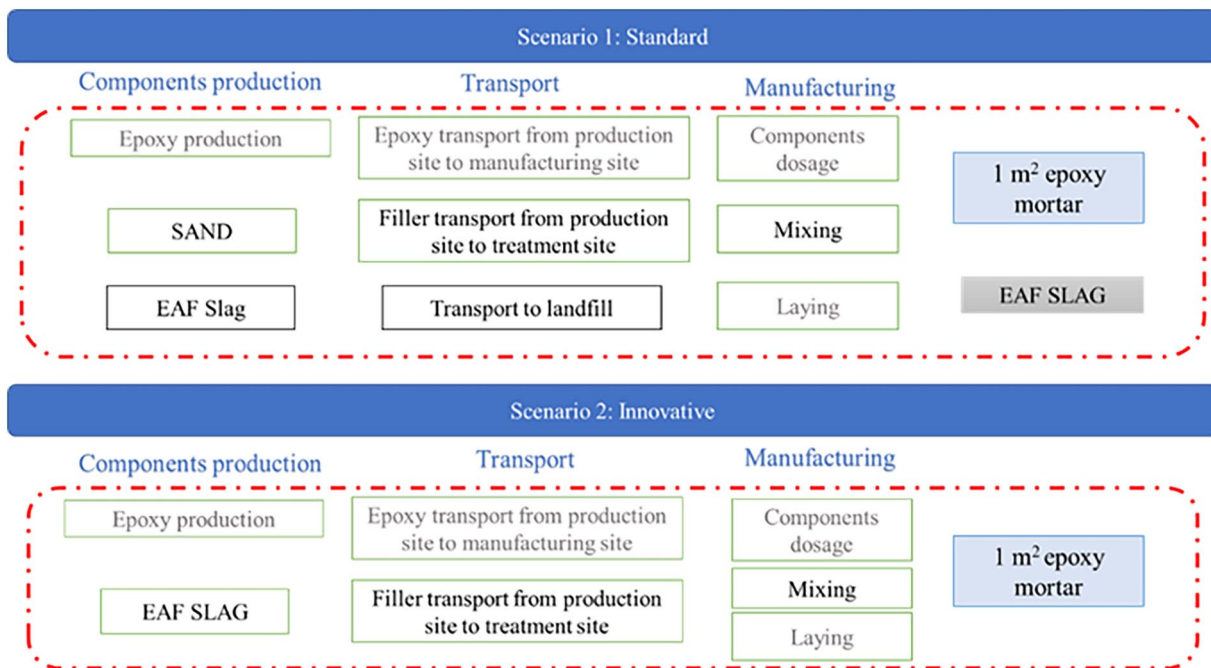 Scenario 1: Standard
Components production
Transport
Manufacturing
Epoxy production
Epoxy transport from production
site to manufacturing site
Components
dosage
1 m² epoxy
mortar
SAND
Filler transport from production
site to treatment site
Mixing
EAF Slag
Transport to landfill
Laying
EAF SLAG
Scenario 2: Innovative
Components production
Transport
Manufacturing
Epoxy production
Epoxy transport from production
site to manufacturing site
Components
dosage
1 m² epoxy
mortar
EAF SLAG
Filler transport from production
site to treatment site
Mixing
Laying